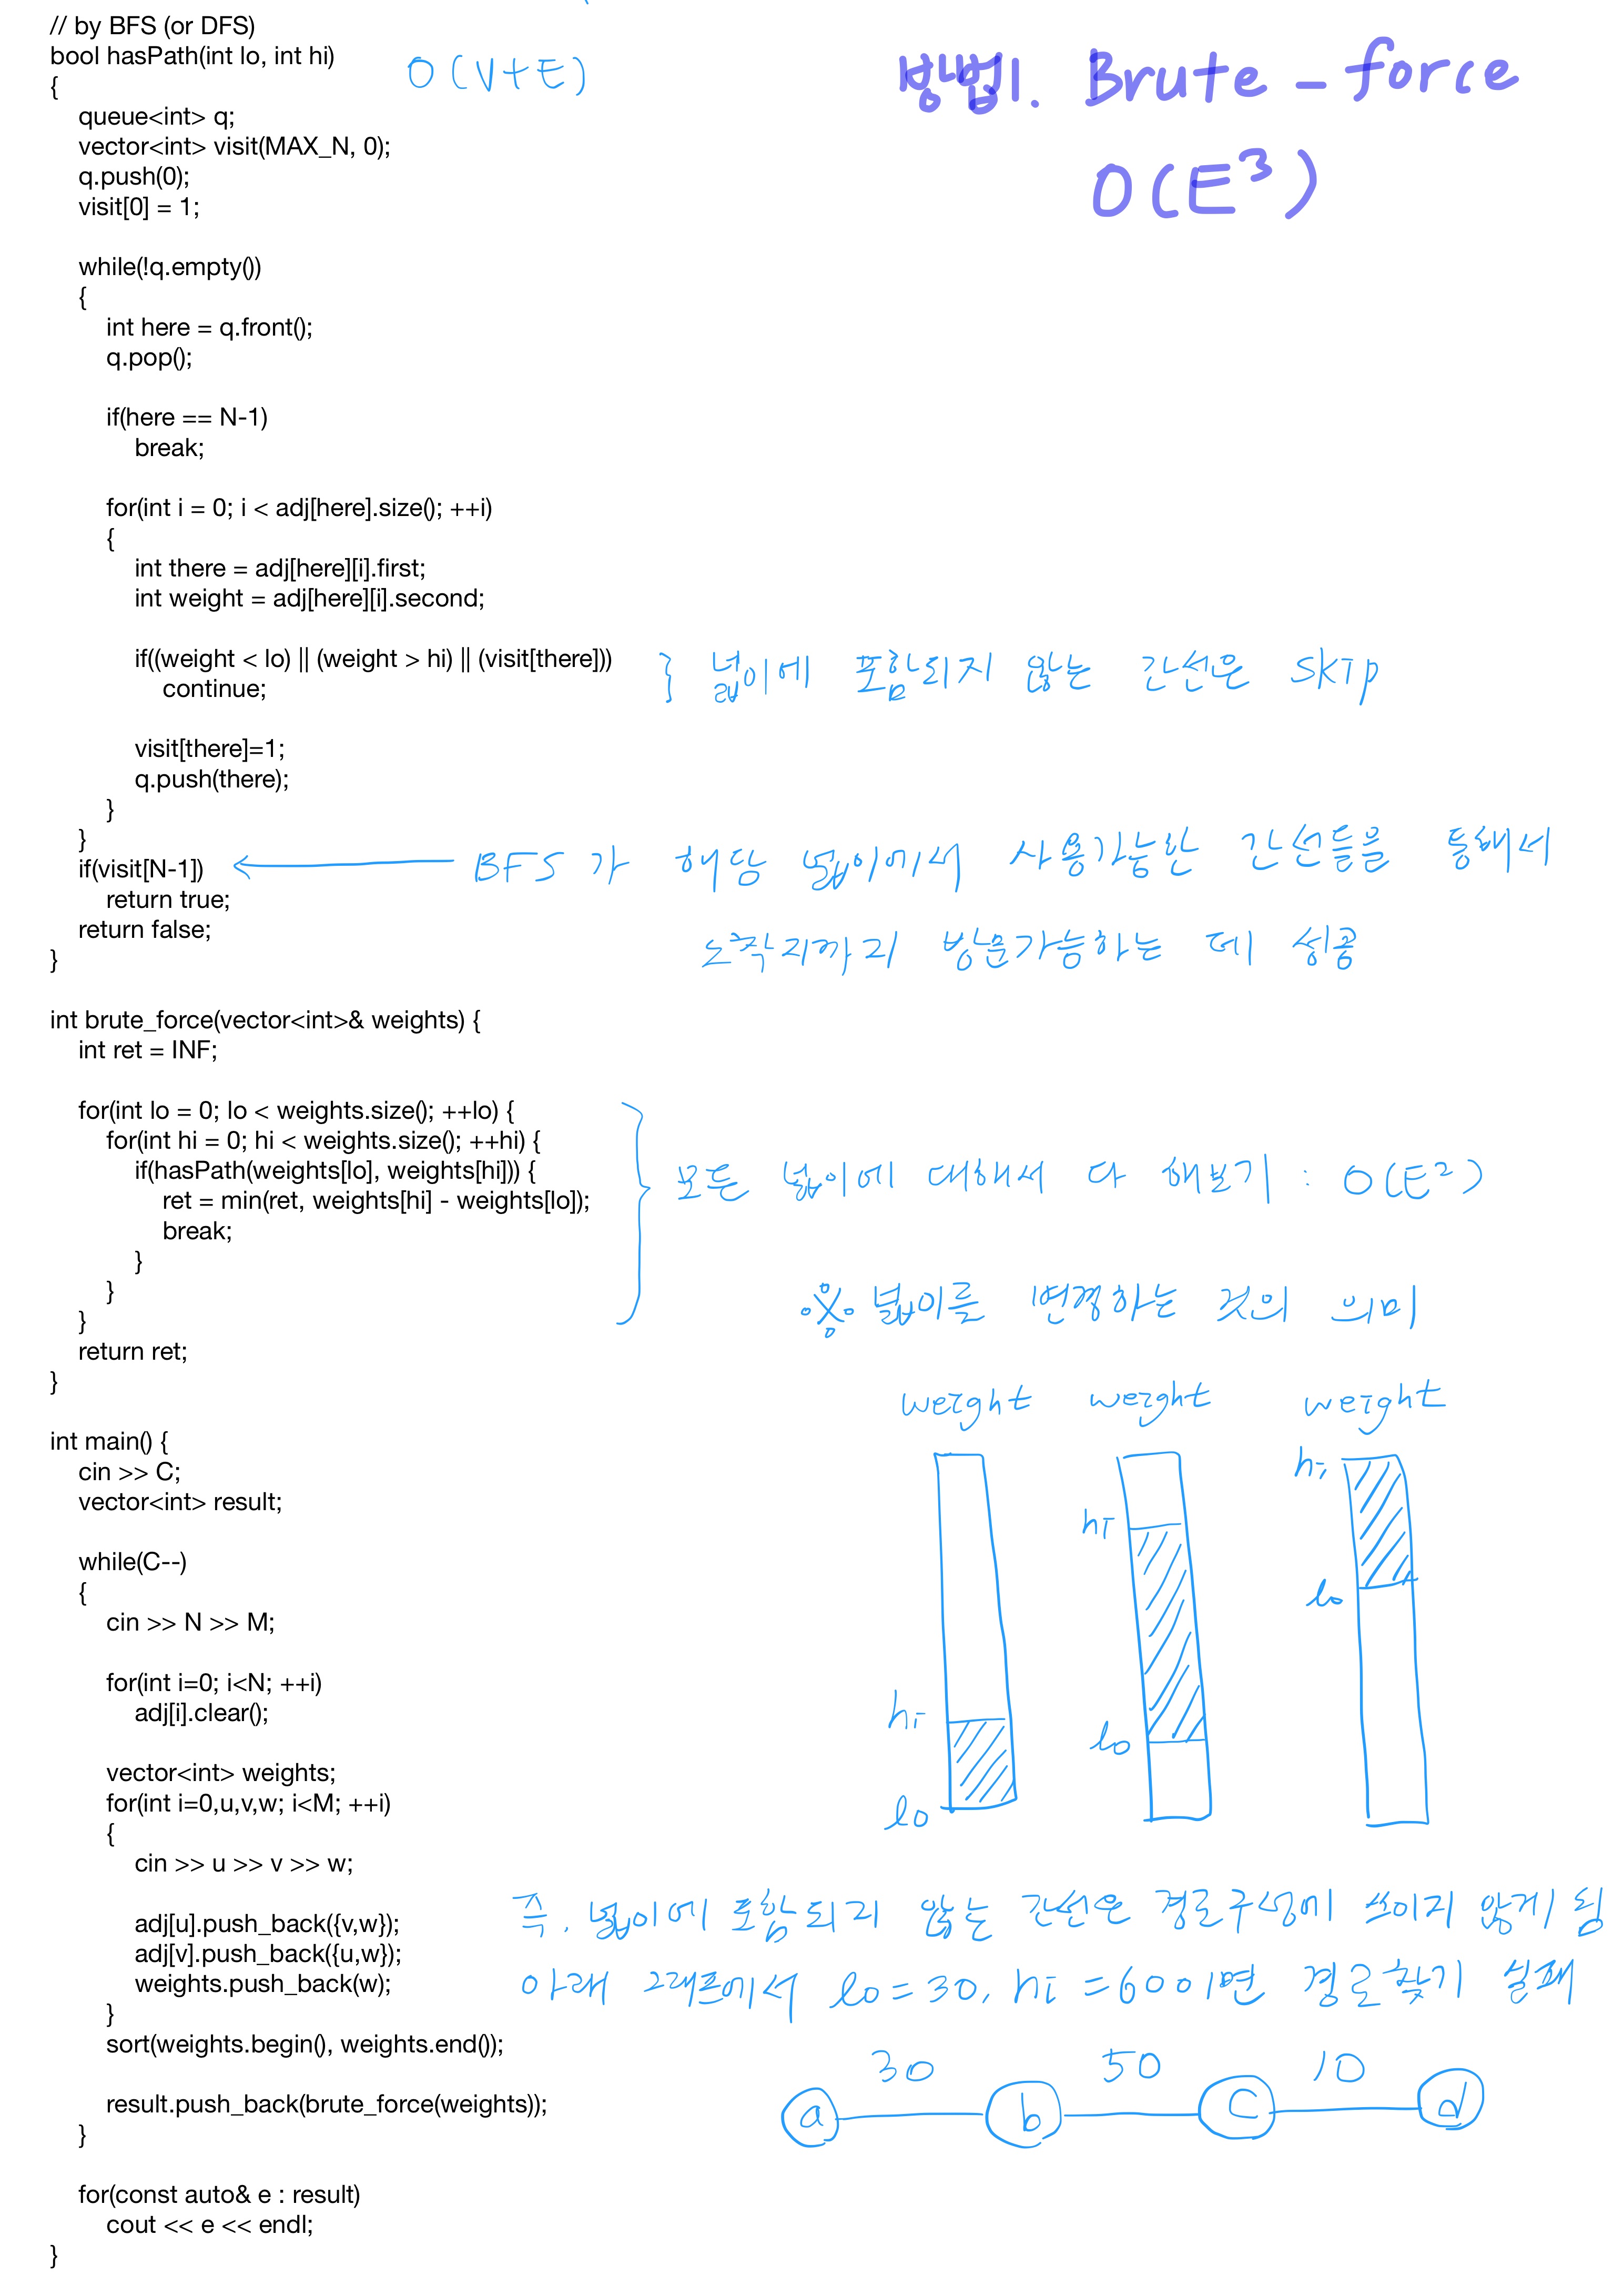 // by BFS (or DFS)
bool hasPath(int lo, int hi)
O(V+E)
방법1. Brute-force
O(E³)
{
queue<int> q;
vector<int> visit(MAX_N, 0);
q.push(0);
visit[0] = 1;
while(!q.empty())
{
int here = q.front();
q.pop();
if(here == N-1)
break;
for(int i = 0; i < adj[here].size(); ++i)
{
int there = adj[here][i].first;
int weight = adj[here][i].second;
if((weight < lo) || (weight > hi) || (visit[there]))
continue;
} 넓이에 포함되지 않는 간선은 skip
visit[there]=1;
q.push(there);
}
}
if(visit[N-1])
BFS가 해당 넓이에서 사용가능한 간선들을 통해서
return true;
return false;
노착지까지 방문가능하는 데 성공
}
int brute_force(vector<int>& weights) {
int ret = INF;
for(int lo = 0; lo < weights.size(); ++lo) {
for(int hi = 0; hi < weights.size(); ++hi) {
if(hasPath(weights[lo], weights[hi])) {
모든 넓이에 대해서 다 해보기 : O(E²)
ret = min(ret, weights[hi] - weights[lo]);
break;
}
}
※ 넓이를 변경하는 것의 의미
}
return ret;
}
weight weight weight
int main() {
cin >> C;
hi
vector<int> result;
hi
while(C--)
{
lo
cin >> N >> M;
for(int i=0; i<N; ++i)
adj[i].clear();
hi
lo
vector<int> weights;
for(int i=0,u,v,w; i<M; ++i)
lo
{
cin >> u >> v >> w;
adj[u].push_back({v,w});
즉, 넓이에 포함되지 않는 간선은 경로구성에 쓰이지 않게 됨
adj[v].push_back({u,w});
weights.push_back(w);
아래 그래프에서 lo=30, hi=60이면 경로찾기 실패
}
sort(weights.begin(), weights.end());
30 50 10
result.push_back(brute_force(weights));
a b c d
}
for(const auto& e : result)
cout << e << endl;
}